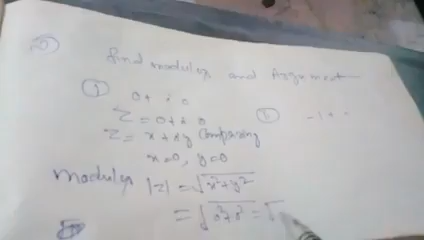 ② find modulus and Argument
① 0 + i 0
Z = 0 + i 0
Z = x + iy Comparing
x=0, y=0
Modulus |Z| = √x²+y²
= √0²+0² = √